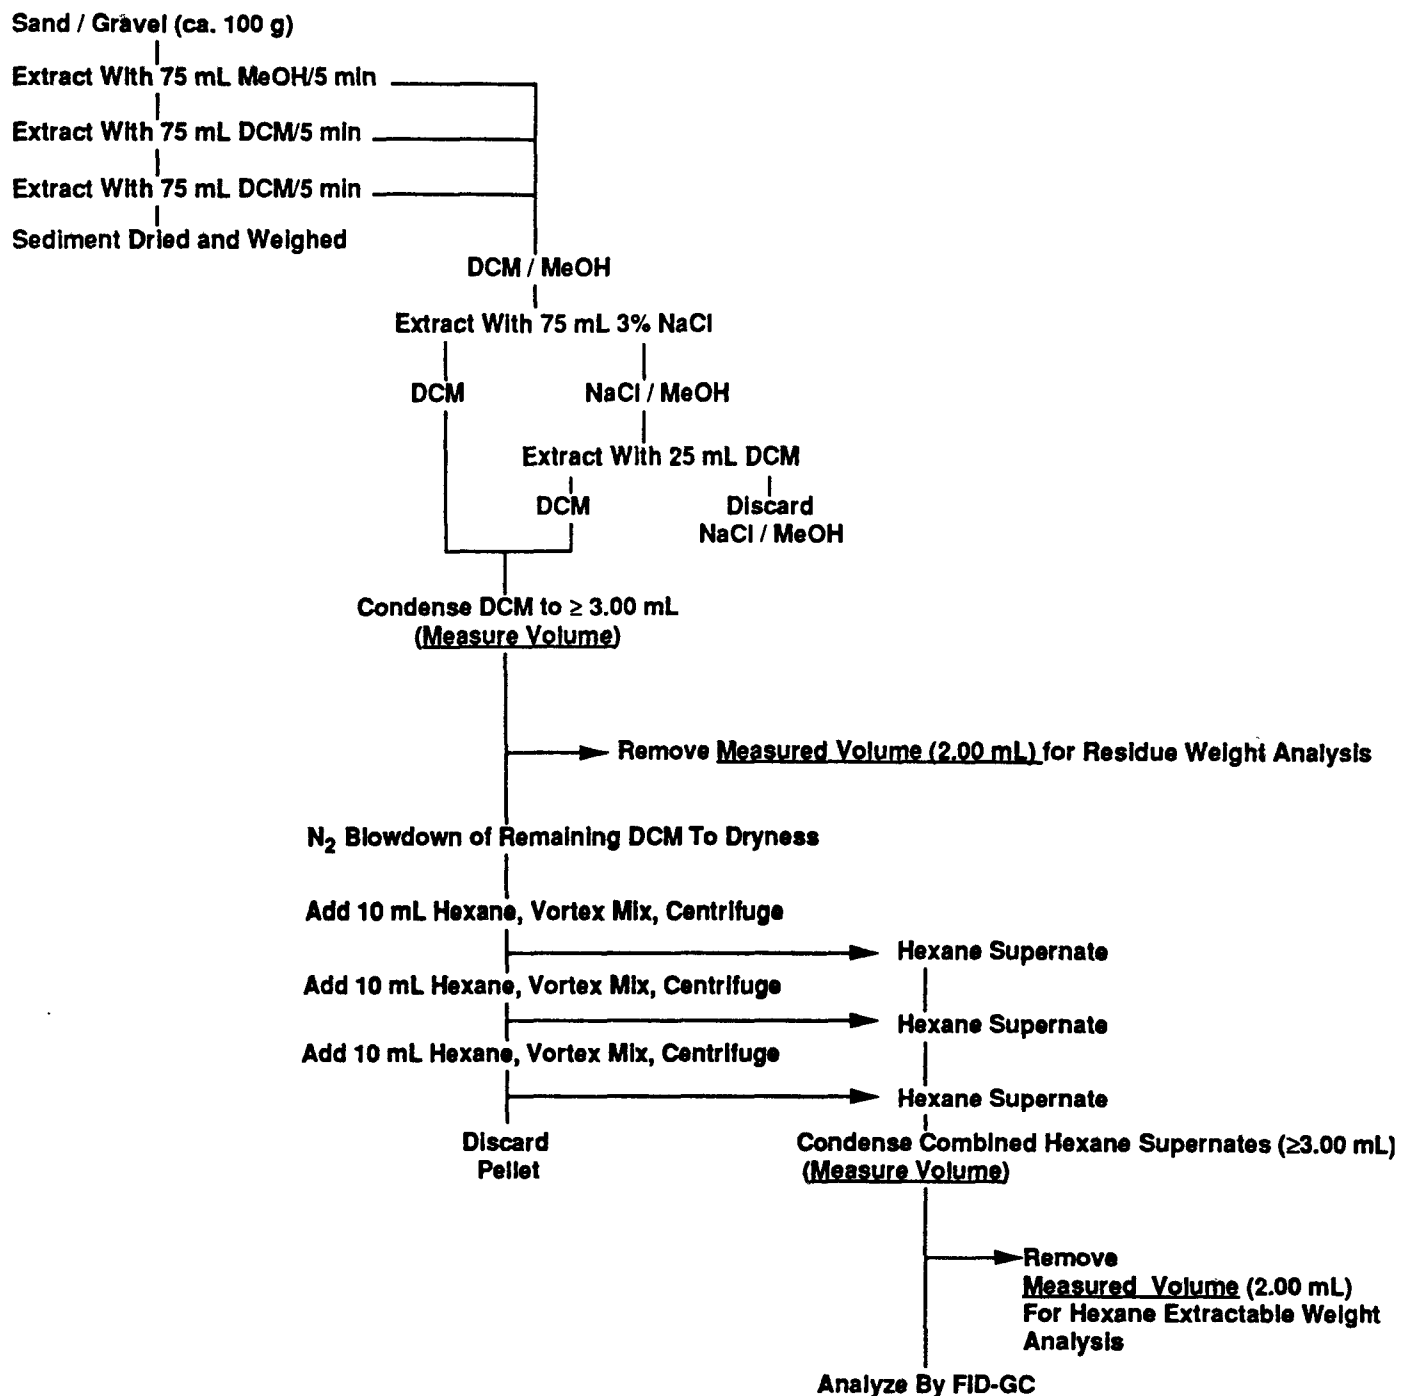 Sand / Gravel (ca. 100 g)
Extract With 75 mL MeOH/5 min
Extract With 75 mL DCM/5 min
Extract With 75 mL DCM/5 min
Sediment Dried and Weighed
DCM / MeOH
Extract With 75 mL 3% NaCl
DCM
NaCl / MeOH
Extract With 25 mL DCM
DCM
Discard
NaCl / MeOH
Condense DCM to ≥ 3.00 mL
(Measure Volume)
Remove Measured Volume (2.00 mL) for Residue Weight Analysis
N₂ Blowdown of Remaining DCM To Dryness
Add 10 mL Hexane, Vortex Mix, Centrifuge
Hexane Supernate
Add 10 mL Hexane, Vortex Mix, Centrifuge
Hexane Supernate
Add 10 mL Hexane, Vortex Mix, Centrifuge
Hexane Supernate
Discard
Pellet
Condense Combined Hexane Supernates (≥3.00 mL)
(Measure Volume)
Remove
Measured Volume (2.00 mL)
For Hexane Extractable Weight
Analysis
Analyze By FID-GC